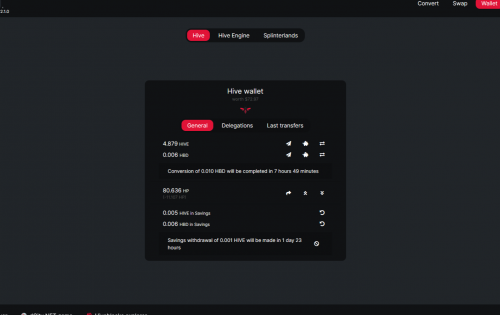 2.1.0
Convert Swap Wallet
Hive Hive Engine Splinterlands
Hive wallet
General Delegations Last transfers
4.879 HIVE
0.006 HBD
Conversion of 0.010 HBD will be completed in 7 hours 49 minutes
80.636 HP
0.005 HIVE in Savings
0.006 HBD in Savings
Savings withdrawal of 0.001 HIVE will be made in 1 day 23
hours